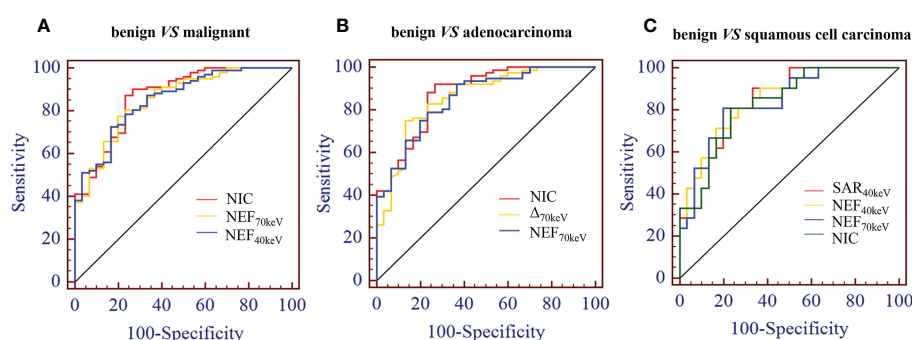 A
benign VS malignant
Sensitivity
100
80
60
40
20
0
0 20 40 60 80 100
100-Specificity
NIC
NEF70keV
NEF40keV
B
benign VS adenocarcinoma
Sensitivity
100
80
60
40
20
0
0 20 40 60 80 100
100-Specificity
NIC
Δ70keV
NEF70keV
C
benign VS squamous cell carcinoma
Sensitivity
100
80
60
40
20
0
0 20 40 60 80 100
100-Specificity
SAR40keV
NEF40keV
NEF70keV
NIC